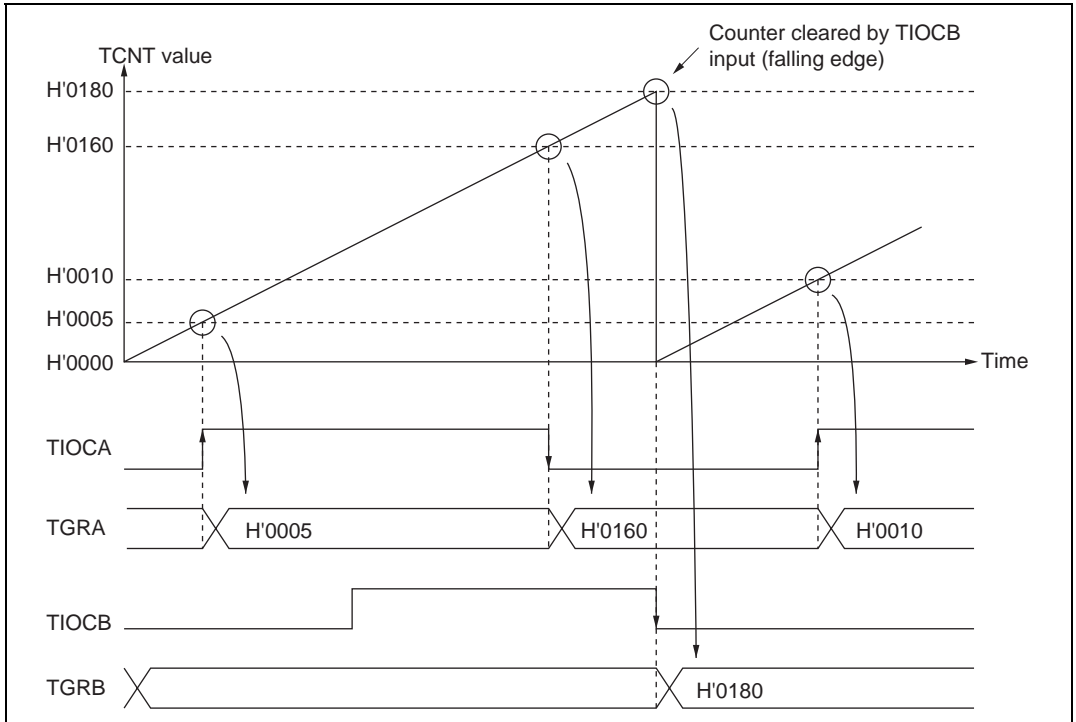 Counter cleared by TIOCB
input (falling edge)
TCNT value
H'0180
H'0160
H'0010
H'0005
H'0000
Time
TIOCA
TGRA
H'0005
H'0160
H'0010
TIOCB
TGRB
H'0180